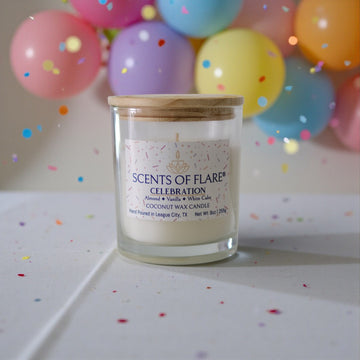 SCENTS OF FLARE®
CELEBRATION
Almond ✦ Vanilla ✦ White Cake
COCONUT WAX CANDLE
Hand Poured in League City, TX Net Wt 8oz | 250g